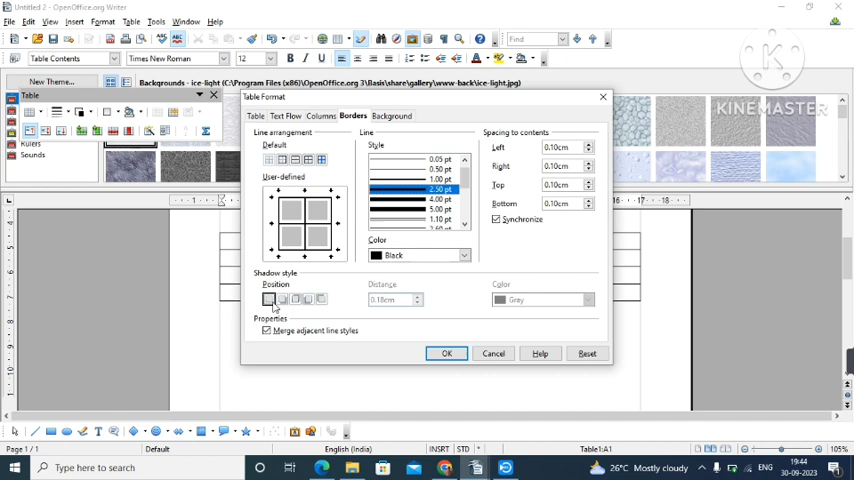 Untitled 2 - OpenOffice.org Writer
File Edit View Insert Format Table Tools Window Help
Find
Table Contents Times New Roman 12
New Theme... Backgrounds - ice-light (C:\Program Files (x86)\OpenOffice.org 3\Basis\share\gallery\www-back\ice-light.jpg)
Table
Rulers
Sounds
KINEMASTER
Table Format
Table Text Flow Columns Borders Background
Line arrangement Line Spacing to contents
Default Style Left 0.10cm
User-defined 0.05 pt
0.50 pt Right 0.10cm
1.00 pt
2.50 pt Top 0.10cm
4.00 pt
5.00 pt Bottom 0.10cm
1.10 pt Synchronize
2.60 pt
Color
Black
Shadow style
Position Distance Color
0.18cm Gray
Properties
Merge adjacent line styles
OK Cancel Help Reset
Page 1 / 1 Default English (India) INSRT STD * Table1:A1 105%
Type here to search 26°C Mostly cloudy ENG 19:44
30-09-2023